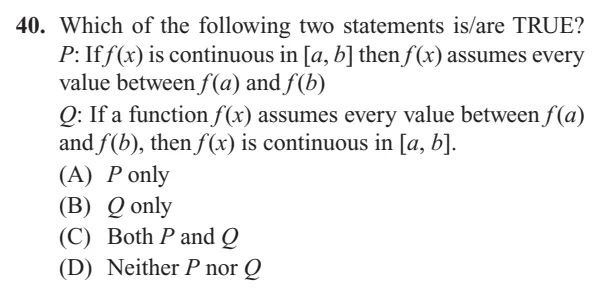 40. Which of the following two statements is/are TRUE?
P: If f(x) is continuous in [a, b] then f(x) assumes every
value between f(a) and f(b)
Q: If a function f(x) assumes every value between f(a)
and f(b), then f(x) is continuous in [a, b].
(A) P only
(B) Q only
(C) Both P and Q
(D) Neither P nor Q